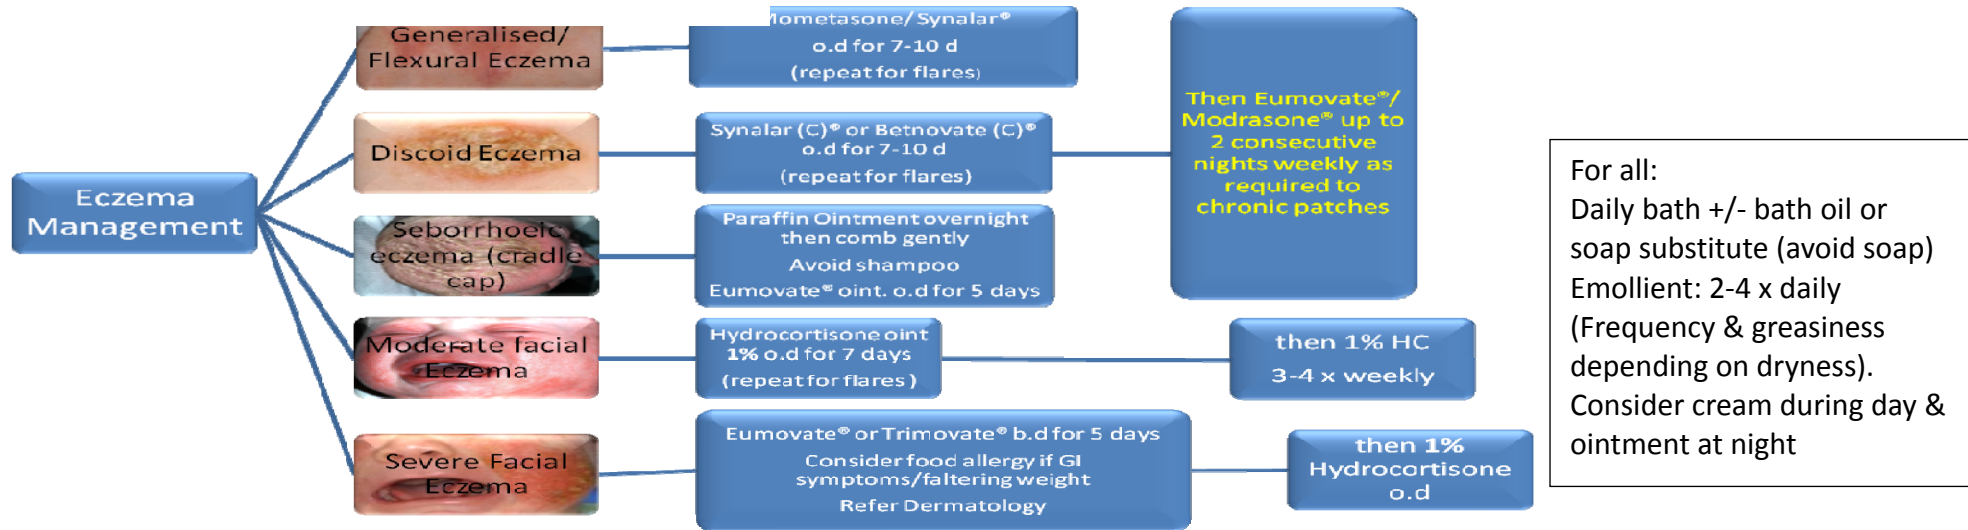 Eczema
Management
Generalised/
Flexural Eczema
Mometasone/ Synalar®
o.d for 7-10 d
(repeat for flares)
Discoid Eczema
Synalar (C)® or Betnovate (C)®
o.d for 7-10 d
(repeat for flares)
Then Eumovate®/
Modrasone® up to
2 consecutive
nights weekly as
required to
chronic patches
Seborrhoeic
eczema (cradle
cap)
Paraffin Ointment overnight
then comb gently
Avoid shampoo
Eumovate® oint. o.d for 5 days
Moderate facial
Eczema
Hydrocortisone oint
1% o.d for 7 days
(repeat for flares )
then 1% HC
3-4 x weekly
Severe Facial
Eczema
Eumovate® or Trimovate® b.d for 5 days
Consider food allergy if GI
symptoms/faltering weight
Refer Dermatology
then 1%
Hydrocortisone
o.d
For all:
Daily bath +/- bath oil or
soap substitute (avoid soap)
Emollient: 2-4 x daily
(Frequency & greasiness
depending on dryness).
Consider cream during day &
ointment at night